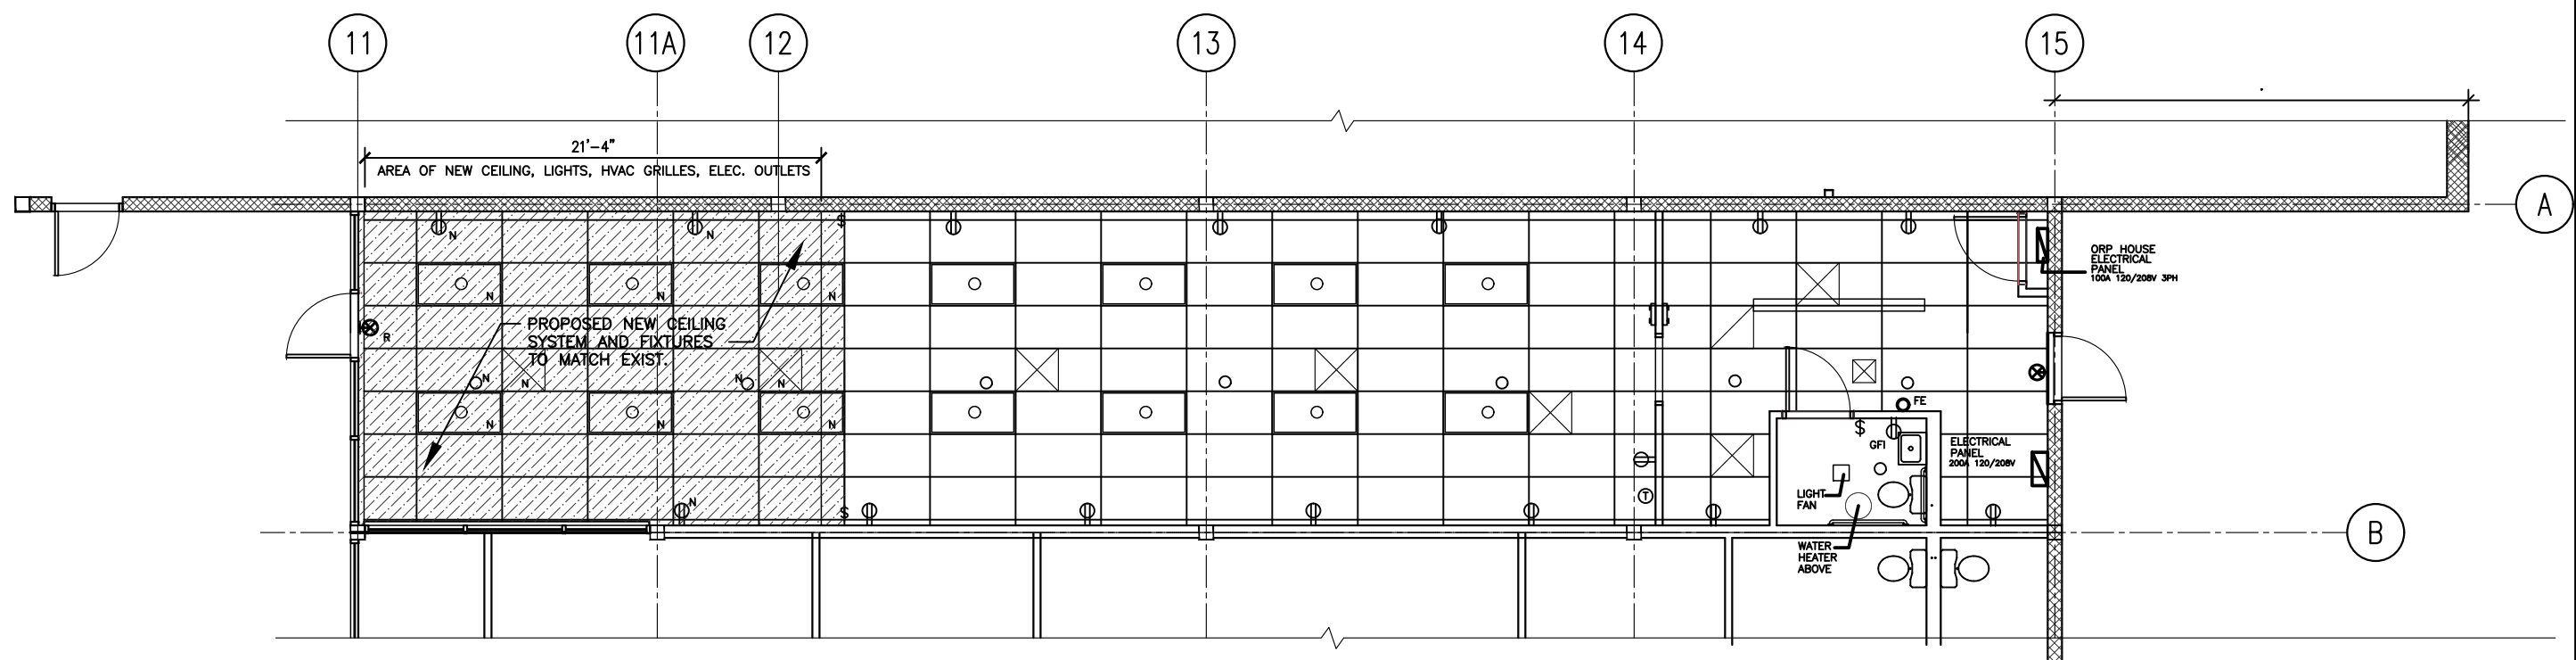 11
11A
12
13
14
15
21'-4"
AREA OF NEW CEILING, LIGHTS, HVAC GRILLES, ELEC. OUTLETS
A
$
N
N
ORP HOUSE
ELECTRICAL
PANEL
100A 120/208V 3PH
N
N
N
PROPOSED NEW CEILING
SYSTEM AND FIXTURES
TO MATCH EXIST.
R
N
N
N
N
FE
N
N
N
$
GFI
ELECTRICAL
PANEL
200A 120/208V
LIGHT
FAN
T
N
$
B
WATER
HEATER
ABOVE